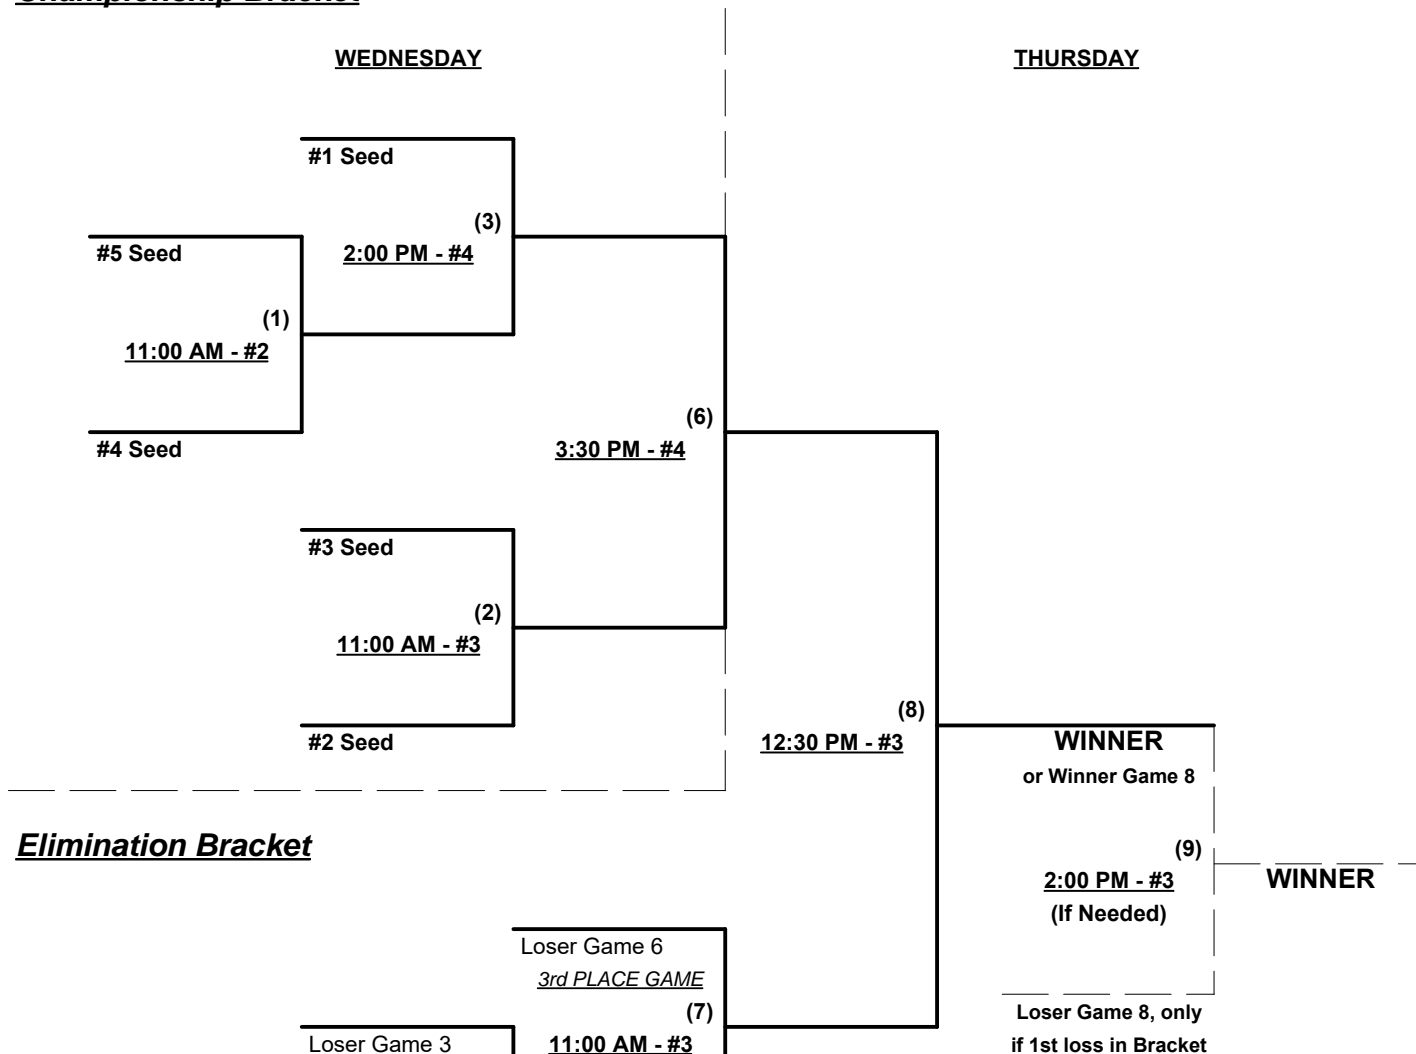 Championship Bracket
WEDNESDAY
THURSDAY
#1 Seed
(3)
#5 Seed
2:00 PM - #4
(1)
11:00 AM - #2
(6)
#4 Seed
3:30 PM - #4
#3 Seed
(2)
11:00 AM - #3
(8)
#2 Seed
12:30 PM - #3
WINNER
or Winner Game 8
Elimination Bracket
(9)
2:00 PM - #3
WINNER
(If Needed)
Loser Game 6
3rd PLACE GAME
(7)
Loser Game 8, only
Loser Game 3
11:00 AM - #3
if 1st loss in Bracket